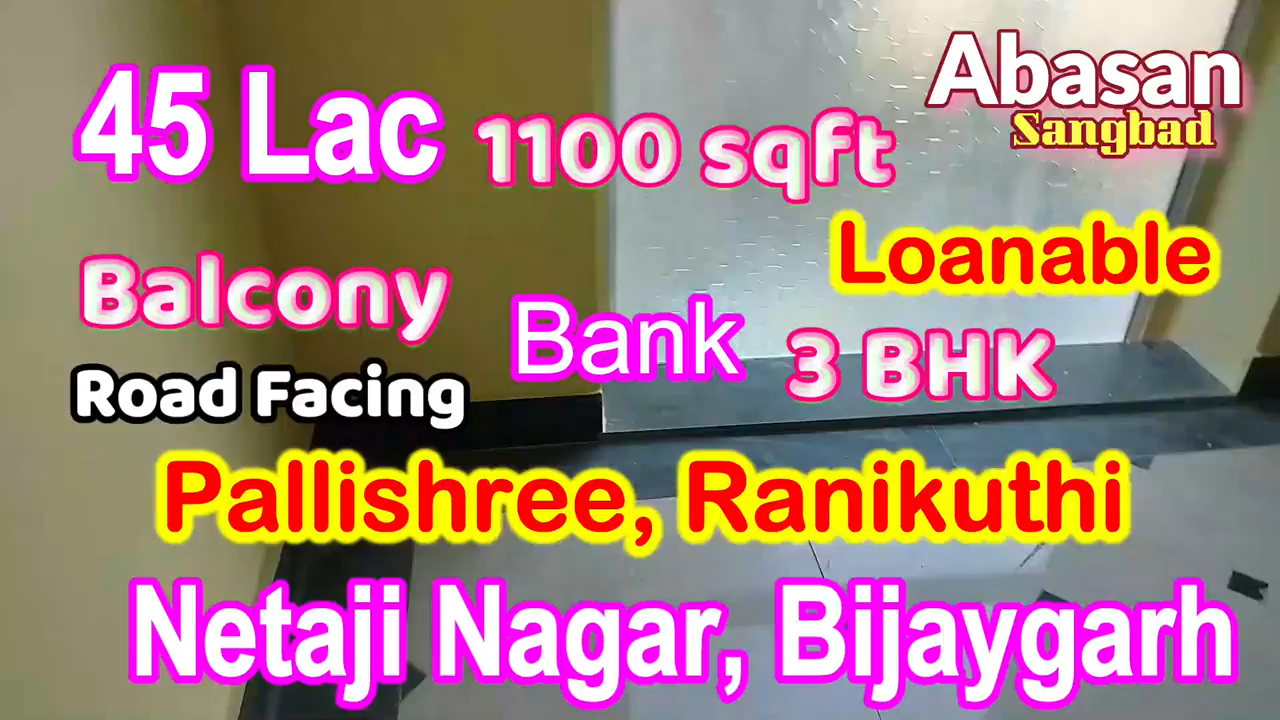 Abasan
Sangbad
45 Lac 1100 sqft
Loanable
Balcony
Bank 3 BHK
Road Facing
Pallishree, Ranikuthi
Netaji Nagar, Bijaygarh